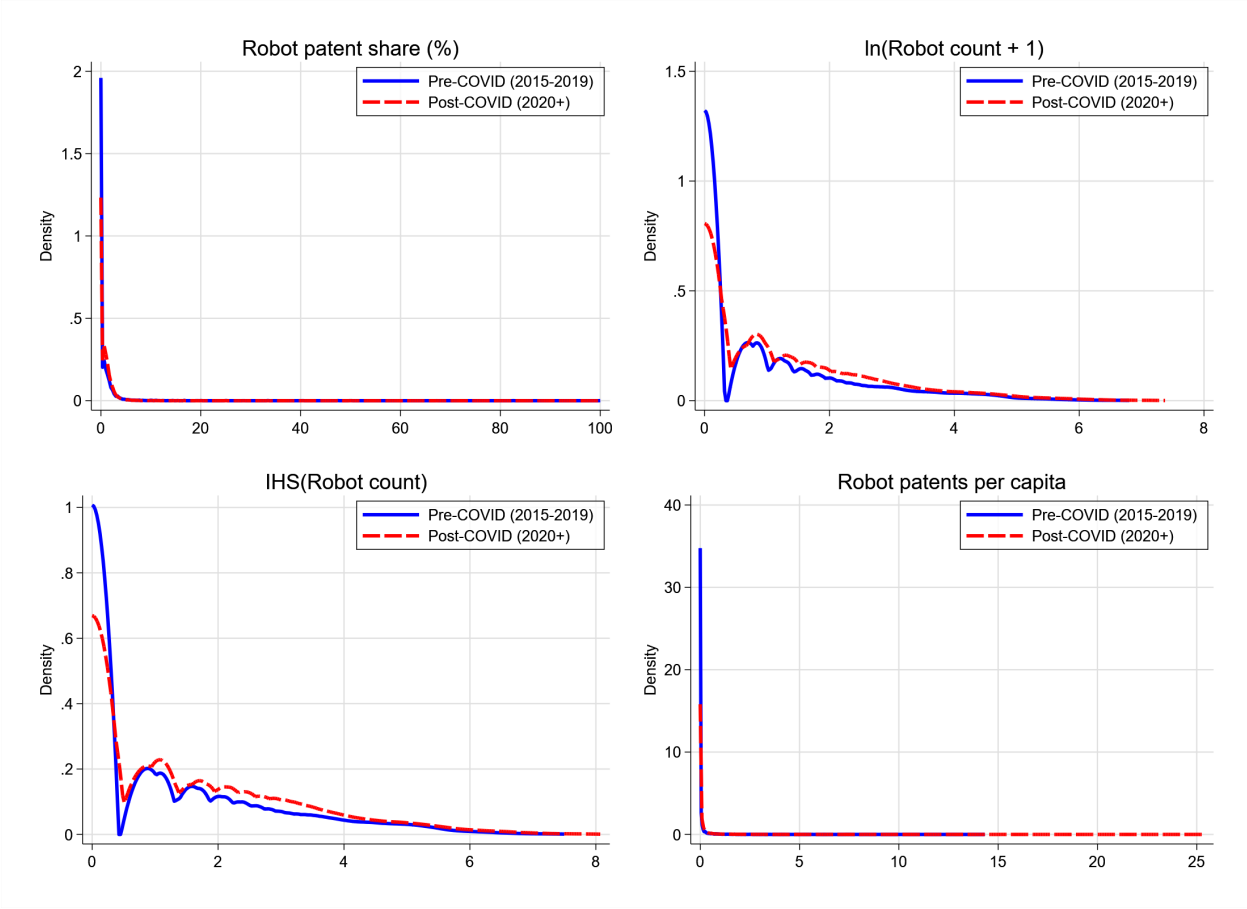 Robot patent share (%)
Pre-COVID (2015-2019)
Post-COVID (2020+)
Density
2
1.5
1
.5
0
0 20 40 60 80 100
ln(Robot count + 1)
Pre-COVID (2015-2019)
Post-COVID (2020+)
Density
1.5
1
.5
0
0 2 4 6 8
IHS(Robot count)
Pre-COVID (2015-2019)
Post-COVID (2020+)
Density
1
.8
.6
.4
.2
0
0 2 4 6 8
Robot patents per capita
Pre-COVID (2015-2019)
Post-COVID (2020+)
Density
40
30
20
10
0
0 5 10 15 20 25